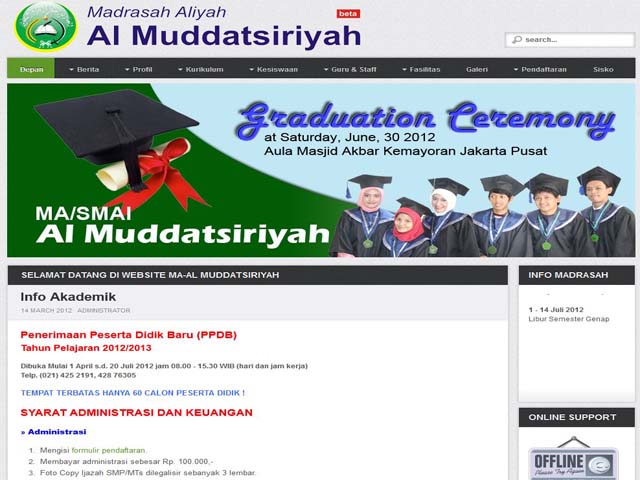 Madrasah Aliyah
beta
Al Muddatsiriyah
search...
Depan Berita Profil Kurikulum Kesiswaan Guru & Staff Fasilitas Galeri Pendaftaran Sisko
Graduation Ceremony
at Saturday, June, 30 2012
Aula Masjid Akbar Kemayoran Jakarta Pusat
MA/SMAI
Al Muddatsiriyah
SELAMAT DATANG DI WEBSITE MA-AL MUDDATSIRIYAH
Info Akademik
14 MARCH 2012 ADMINISTRATOR
Penerimaan Peserta Didik Baru (PPDB)
Tahun Pelajaran 2012/2013
Dibuka Mulai 1 April s.d. 20 Juli 2012 jam 08.00 - 15.30 WIB (hari dan jam kerja)
Telp. (021) 425 2191, 428 76305
TEMPAT TERBATAS HANYA 60 CALON PESERTA DIDIK !
SYARAT ADMINISTRASI DAN KEUANGAN
» Administrasi
1. Mengisi formulir pendaftaran.
2. Membayar administrasi sebesar Rp. 100.000,-
3. Foto Copy Ijazah SMP/MTs dilegalisir sebanyak 3 lembar.
INFO MADRASAH
1 - 14 Juli 2012
Libur Semester Genap
ONLINE SUPPORT
OFFLINE
Please Try Again